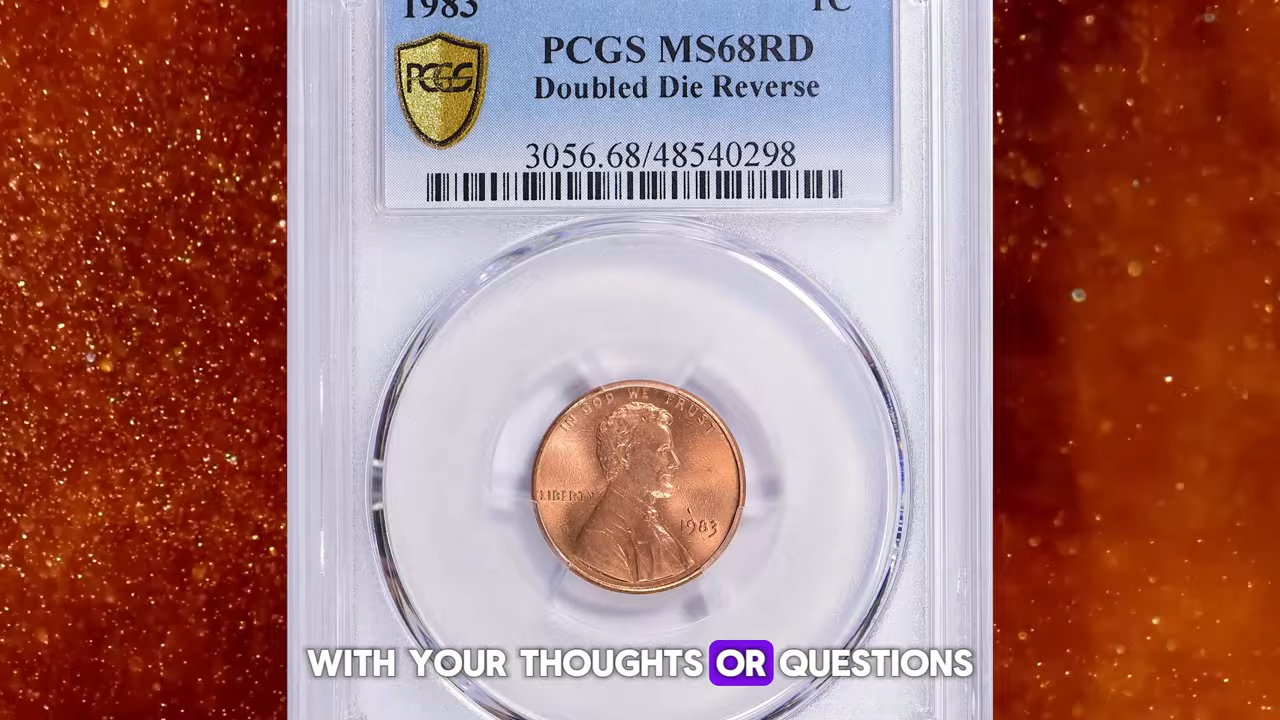 1983 1C
PCGS MS68RD
PCGS
Doubled Die Reverse
3056.68/48540298
IN GOD WE TRUST
LIBERTY
1983
WITH YOUR THOUGHTS OR QUESTIONS